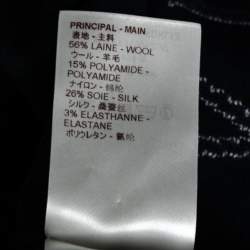 PRINCIPAL - MAIN
表地・主料
56% LAINE - WOOL
ウール - 羊毛
15% POLYAMIDE -
POLYAMIDE
ナイロン - 锦纶
26% SOIE - SILK
シルク - 桑蚕丝
3% ELASTHANNE -
ELASTANE
ポリウレタン - 氨纶